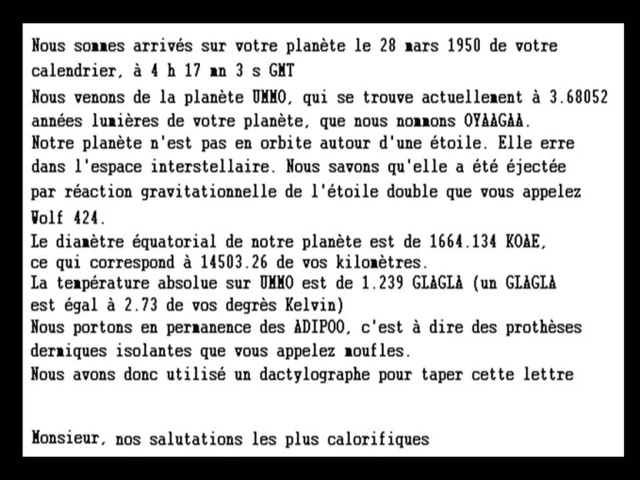 Nous sommes arrivés sur votre planète le 28 mars 1950 de votre
calendrier, à 4 h 17 mn 3 s GMT
Nous venons de la planète UMMO, qui se trouve actuellement à 3.68052
années lumières de votre planète, que nous nommons OYAAGAA.
Notre planète n'est pas en orbite autour d'une étoile. Elle erre
dans l'espace interstellaire. Nous savons qu'elle a été éjectée
par réaction gravitationnelle de l'étoile double que vous appelez
Wolf 424.
Le diamètre équatorial de notre planète est de 1664.134 KOAE,
ce qui correspond à 14503.26 de vos kilomètres.
La température absolue sur UMMO est de 1.239 GLAGLA (un GLAGLA
est égal à 2.73 de vos degrès Kelvin)
Nous portons en permanence des ADIPOO, c'est à dire des prothèses
dermiques isolantes que vous appelez moufles.
Nous avons donc utilisé un dactylographe pour taper cette lettre
Monsieur, nos salutations les plus calorifiques